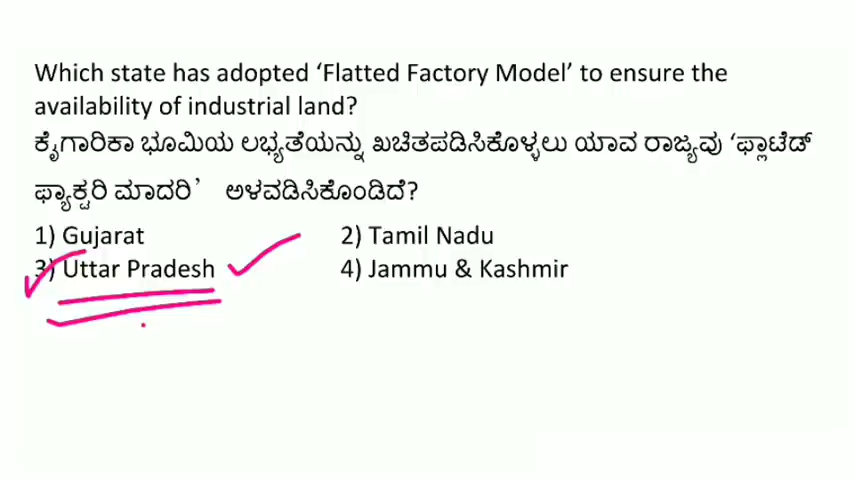 Which state has adopted ‘Flatted Factory Model’ to ensure the
availability of industrial land?
ಕೈಗಾರಿಕಾ ಭೂಮಿಯ ಲಭ್ಯತೆಯನ್ನು ಖಚಿತಪಡಿಸಿಕೊಳ್ಳಲು ಯಾವ ರಾಜ್ಯವು ‘ಫ್ಲಾಟೆಡ್
ಫ್ಯಾಕ್ಟರಿ ಮಾದರಿ’ ಅಳವಡಿಸಿಕೊಂಡಿದೆ?
1) Gujarat 2) Tamil Nadu
3) Uttar Pradesh 4) Jammu & Kashmir